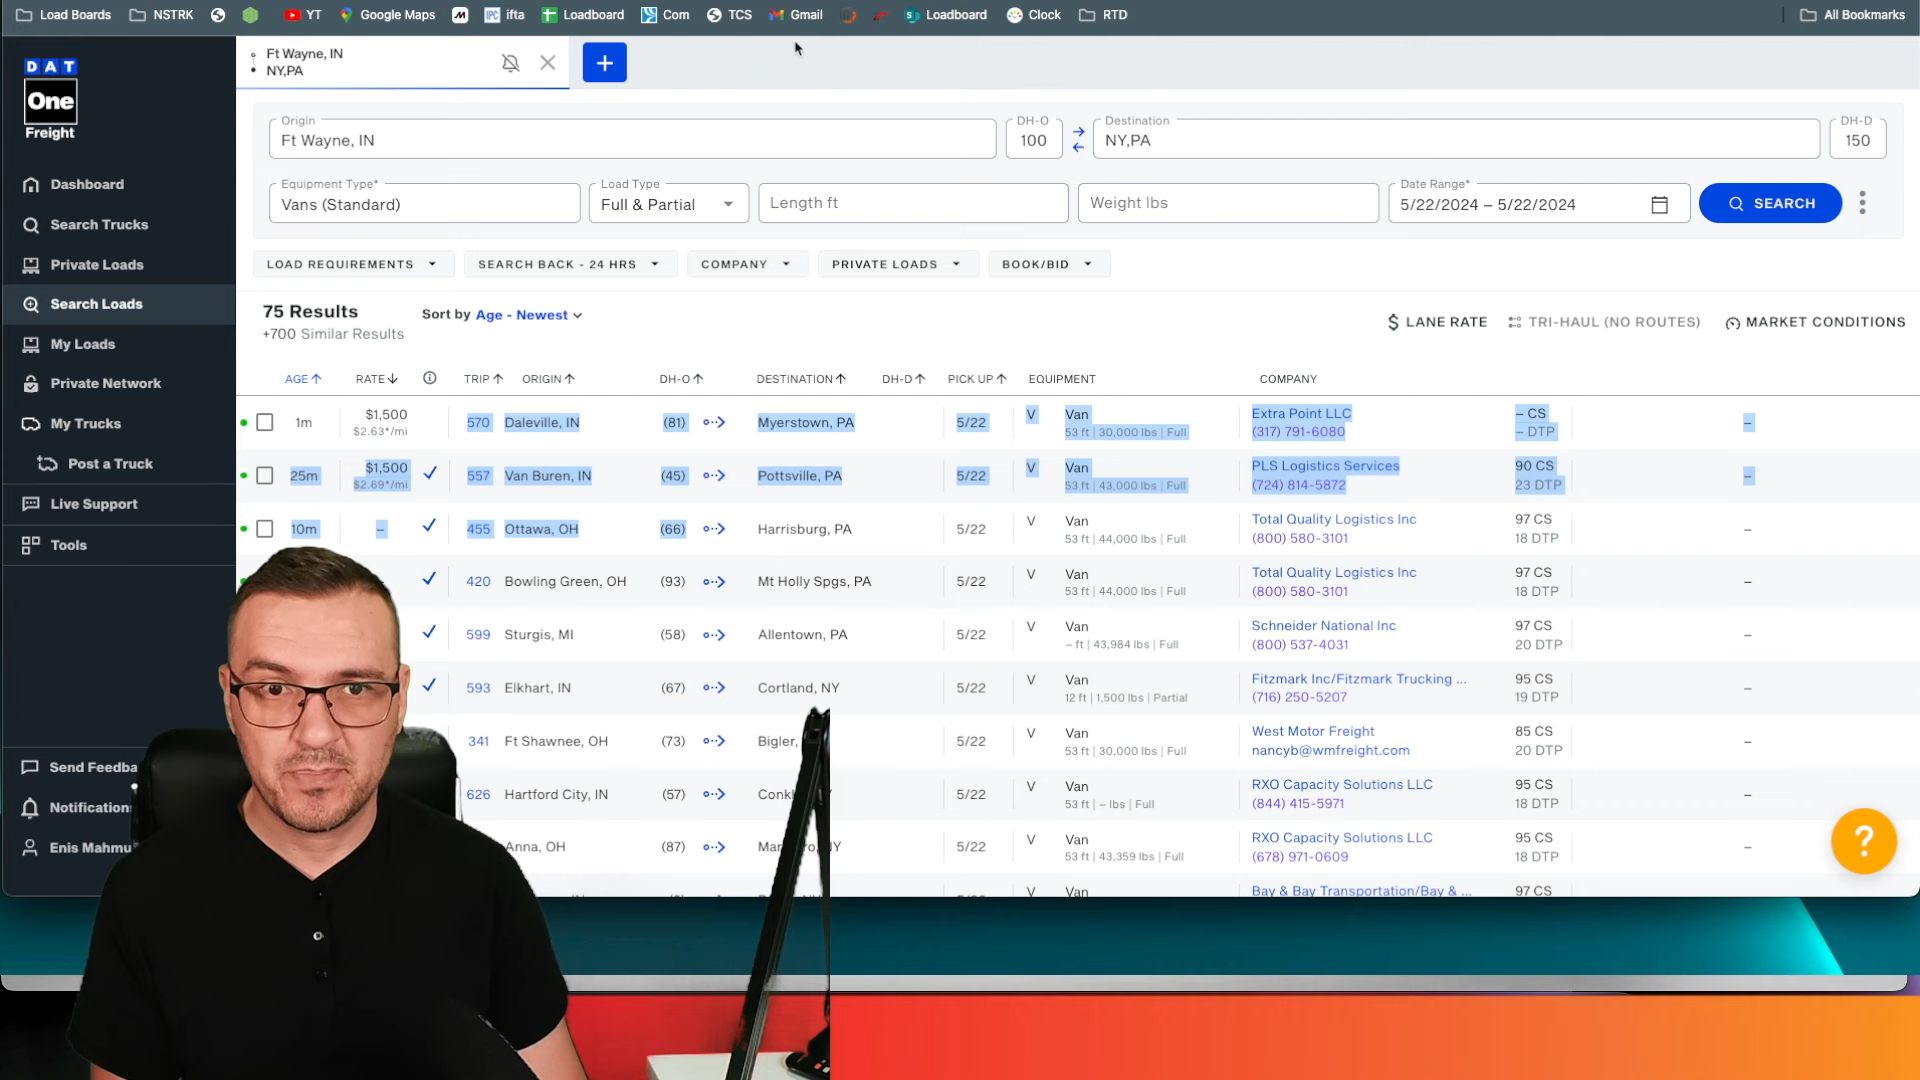 Load Boards NSTRK YT Google Maps M IPC ifta Loadboard Com TCS Gmail Loadboard Clock RTD All Bookmarks
DAT
One
Freight
Ft Wayne, IN
NY,PA
+
Origin
Ft Wayne, IN
DH-O
100
Destination
NY,PA
DH-D
150
Equipment Type*
Vans (Standard)
Load Type
Full & Partial
Length ft
Weight lbs
Date Range*
5/22/2024 – 5/22/2024
SEARCH
LOAD REQUIREMENTS SEARCH BACK - 24 HRS COMPANY PRIVATE LOADS BOOK/BID
Dashboard
Search Trucks
Private Loads
Search Loads
My Loads
Private Network
My Trucks
Post a Truck
Live Support
Tools
Send Feedba
Notification
Enis Mahmu
75 Results
+700 Similar Results
Sort by Age - Newest
$ LANE RATE TRI-HAUL (NO ROUTES) MARKET CONDITIONS
AGE RATE TRIP ORIGIN DH-O DESTINATION DH-D PICK UP EQUIPMENT COMPANY
1m $1,500 570 Daleville, IN (81) Myerstown, PA 5/22 V Van Extra Point LLC – CS –
$2.63*/mi 53 ft | 30,000 lbs | Full (317) 791-6080 – DTP
25m $1,500 557 Van Buren, IN (45) Pottsville, PA 5/22 V Van PLS Logistics Services 90 CS –
$2.69*/mi 53 ft | 43,000 lbs | Full (724) 814-5872 23 DTP
10m – 455 Ottawa, OH (66) Harrisburg, PA 5/22 V Van Total Quality Logistics Inc 97 CS –
53 ft | 44,000 lbs | Full (800) 580-3101 18 DTP
420 Bowling Green, OH (93) Mt Holly Spgs, PA 5/22 V Van Total Quality Logistics Inc 97 CS –
53 ft | 44,000 lbs | Full (800) 580-3101 18 DTP
599 Sturgis, MI (58) Allentown, PA 5/22 V Van Schneider National Inc 97 CS –
– ft | 43,984 lbs | Full (800) 537-4031 20 DTP
593 Elkhart, IN (67) Cortland, NY 5/22 V Van Fitzmark Inc/Fitzmark Trucking ... 95 CS –
12 ft | 1,500 lbs | Partial (716) 250-5207 19 DTP
341 Ft Shawnee, OH (73) Bigler, 5/22 V Van West Motor Freight 85 CS –
53 ft | 30,000 lbs | Full nancyb@wmfreight.com 20 DTP
626 Hartford City, IN (57) 5/22 V Van RXO Capacity Solutions LLC 95 CS –
53 ft | – lbs | Full (844) 415-5971 18 DTP
Anna, OH (87) 5/22 V Van RXO Capacity Solutions LLC 95 CS –
53 ft | 43,359 lbs | Full (678) 971-0609 18 DTP
V Van Bay & Bay Transportation/Bay & ... 97 CS
?